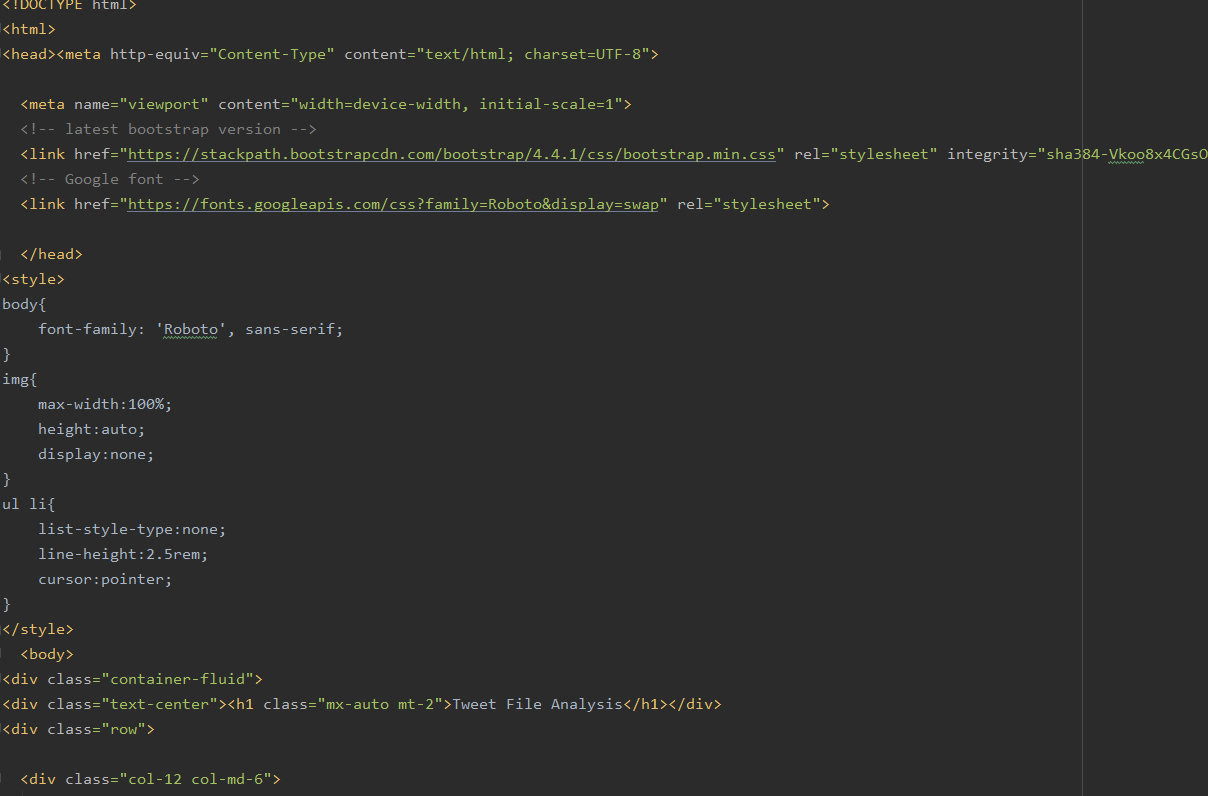 <!DOCTYPE html>
<html>
<head><meta http-equiv="Content-Type" content="text/html; charset=UTF-8">
<meta name="viewport" content="width=device-width, initial-scale=1">
<!-- latest bootstrap version -->
<link href="https://stackpath.bootstrapcdn.com/bootstrap/4.4.1/css/bootstrap.min.css" rel="stylesheet" integrity="sha384-Vkoo8x4CGsO
<!-- Google font -->
<link href="https://fonts.googleapis.com/css?family=Roboto&display=swap" rel="stylesheet">
</head>
<style>
body{
font-family: 'Roboto', sans-serif;
}
img{
max-width:100%;
height:auto;
display:none;
}
ul li{
list-style-type:none;
line-height:2.5rem;
cursor:pointer;
}
</style>
<body>
<div class="container-fluid">
<div class="text-center"><h1 class="mx-auto mt-2">Tweet File Analysis</h1></div>
<div class="row">
<div class="col-12 col-md-6">